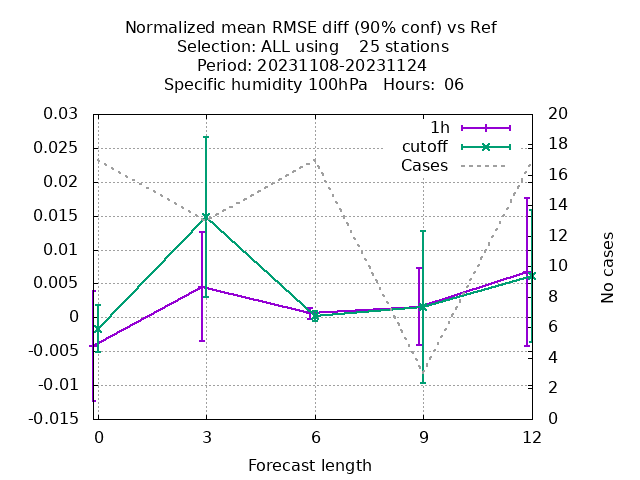 Normalized mean RMSE diff (90% conf) vs Ref
Selection: ALL using    25 stations
Period: 20231108-20231124
Specific humidity 100hPa   Hours:  06
0.03
0.025
0.02
0.015
0.01
0.005
0
-0.005
-0.01
-0.015
20
18
16
14
12
10
8
6
4
2
0
1h
cutoff
Cases
No cases
0
3
6
9
12
Forecast length